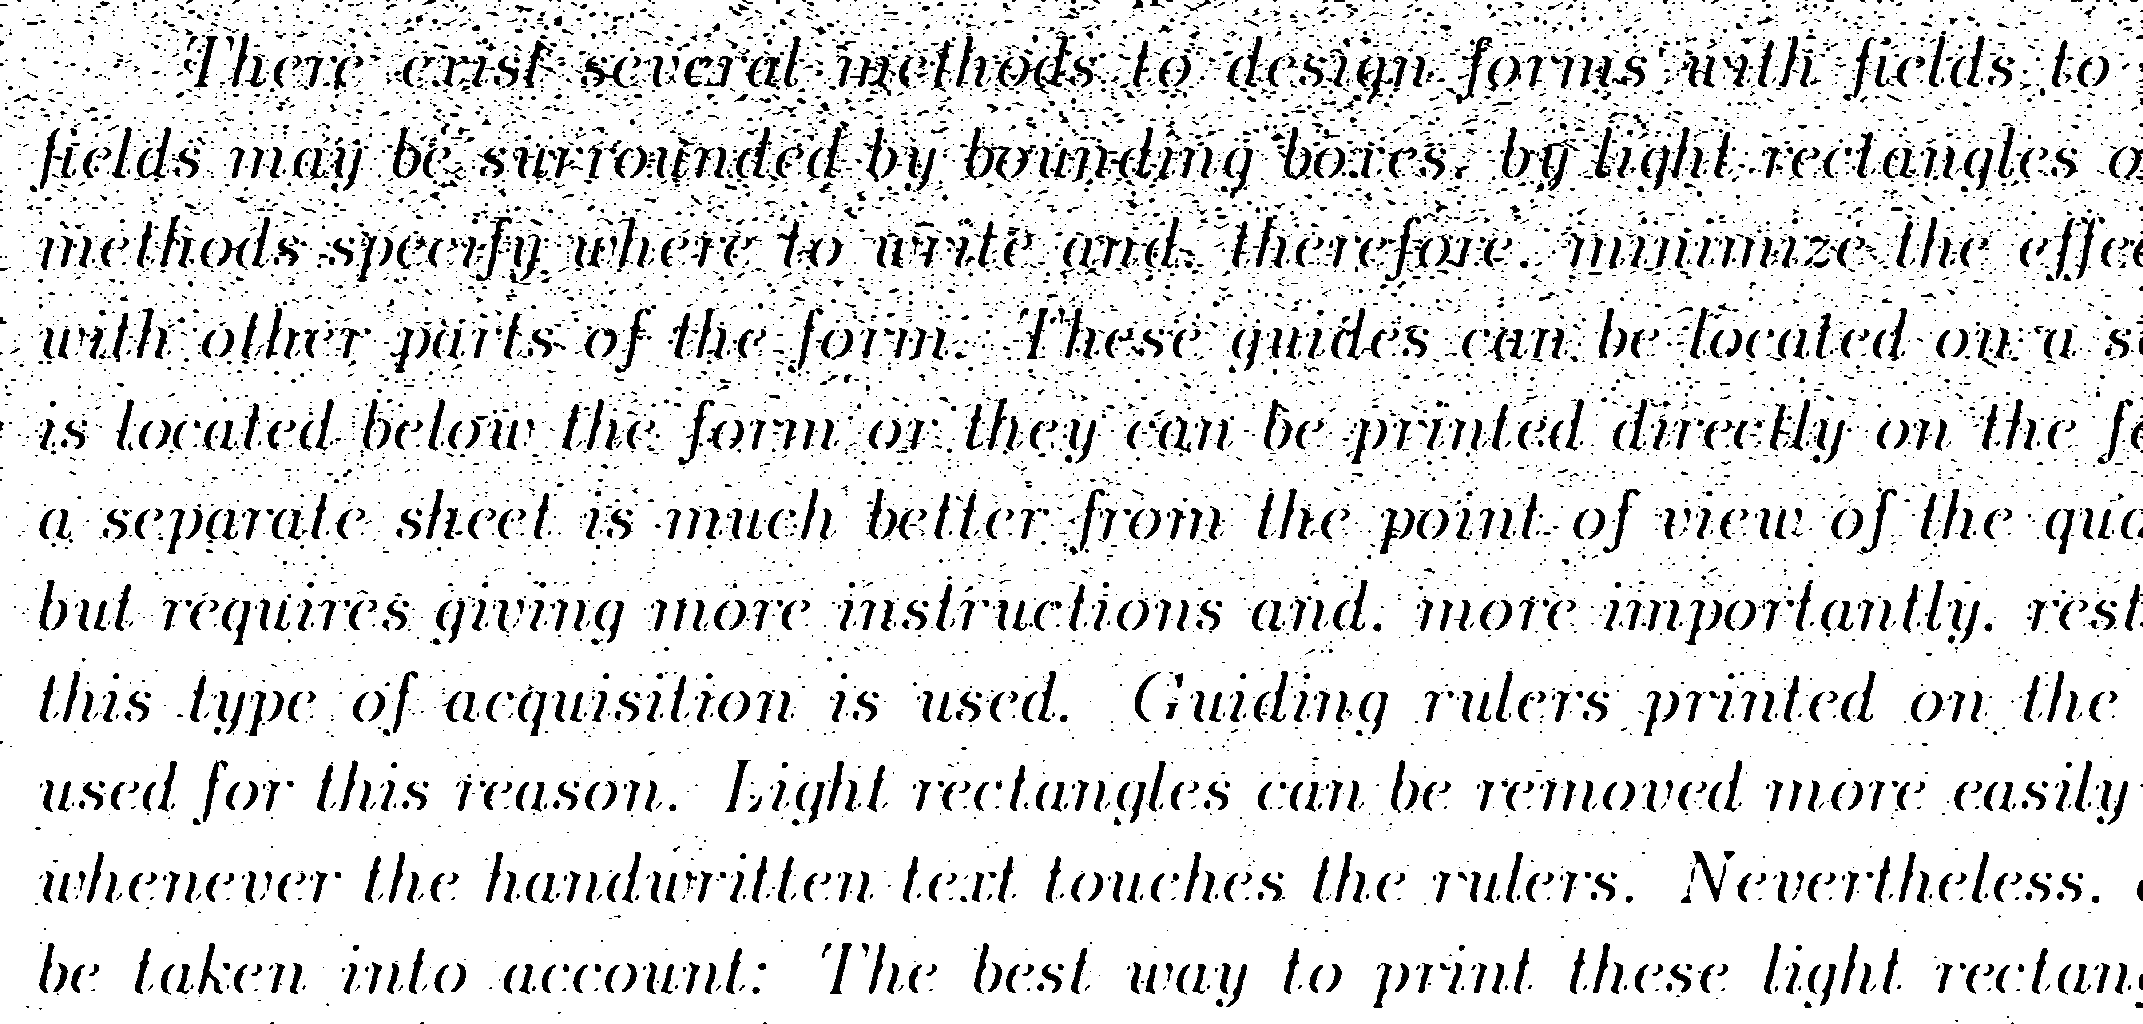 There exist several methods to design forms with fields to
fields may be surrounded by bounding boxes, by light rectangles o
methods specify where to write and, therefore, minimize the effe
with other parts of the form. These guides can be located on a s
is located below the form or they can be printed directly on the fo
a separate sheet is much better from the point of view of the qua
but requires giving more instructions and, more importantly, rest
this type of acquisition is used. Guiding rulers printed on the
used for this reason. Light rectangles can be removed more easily
whenever the handwritten text touches the rulers. Nevertheless,
be taken into account: The best way to print these light rectang